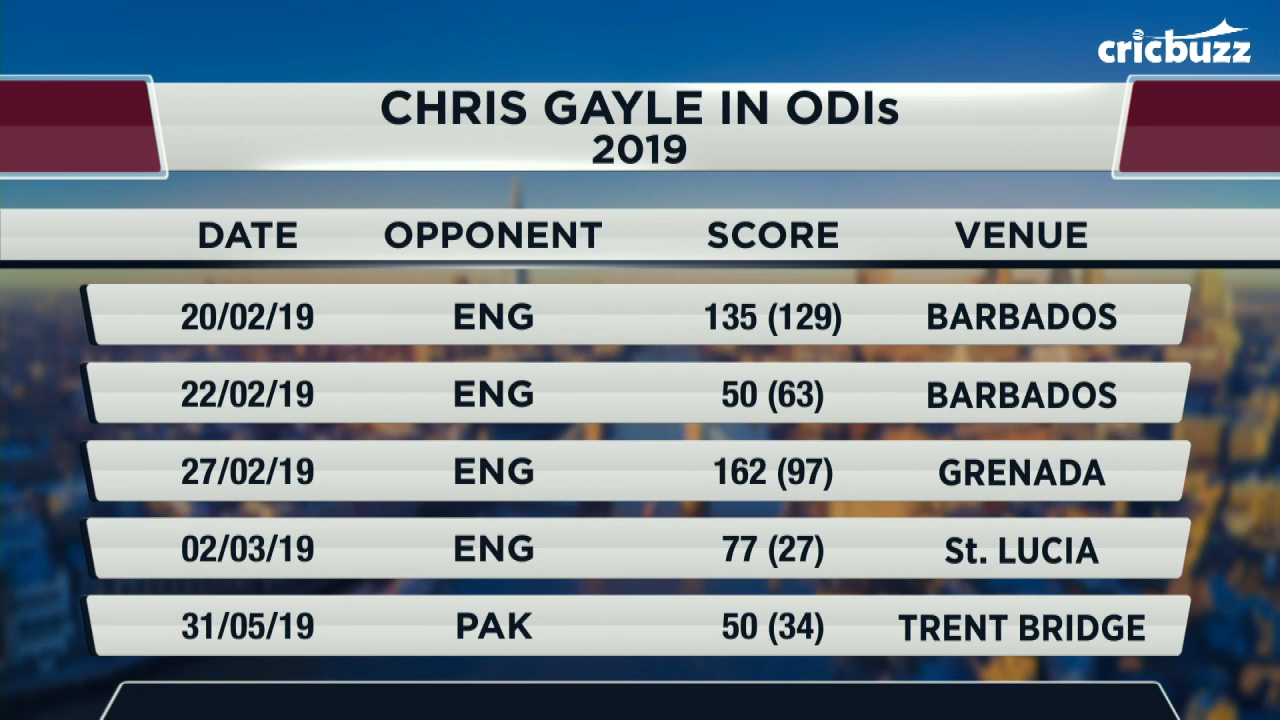 cricbuzz
CHRIS GAYLE IN ODIs
2019
DATE OPPONENT SCORE VENUE
20/02/19 ENG 135 (129) BARBADOS
22/02/19 ENG 50 (63) BARBADOS
27/02/19 ENG 162 (97) GRENADA
02/03/19 ENG 77 (27) St. LUCIA
31/05/19 PAK 50 (34) TRENT BRIDGE